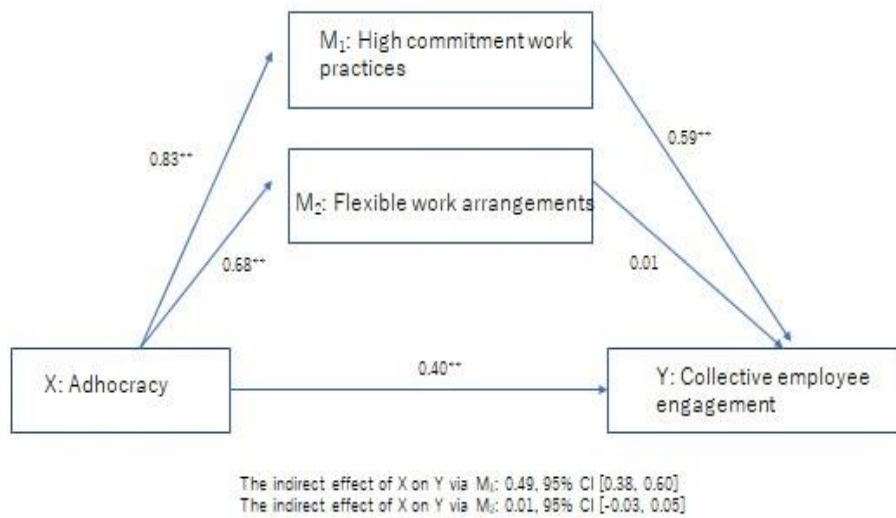 M₁: High commitment work
practices
0.83**
0.59**
M₂: Flexible work arrangements
0.68**
0.01
X: Adhocracy
0.40**
Y: Collective employee
engagement
The indirect effect of X on Y via M₁: 0.49, 95% CI [0.38, 0.60]
The indirect effect of X on Y via M₂: 0.01, 95% CI [-0.03, 0.05]